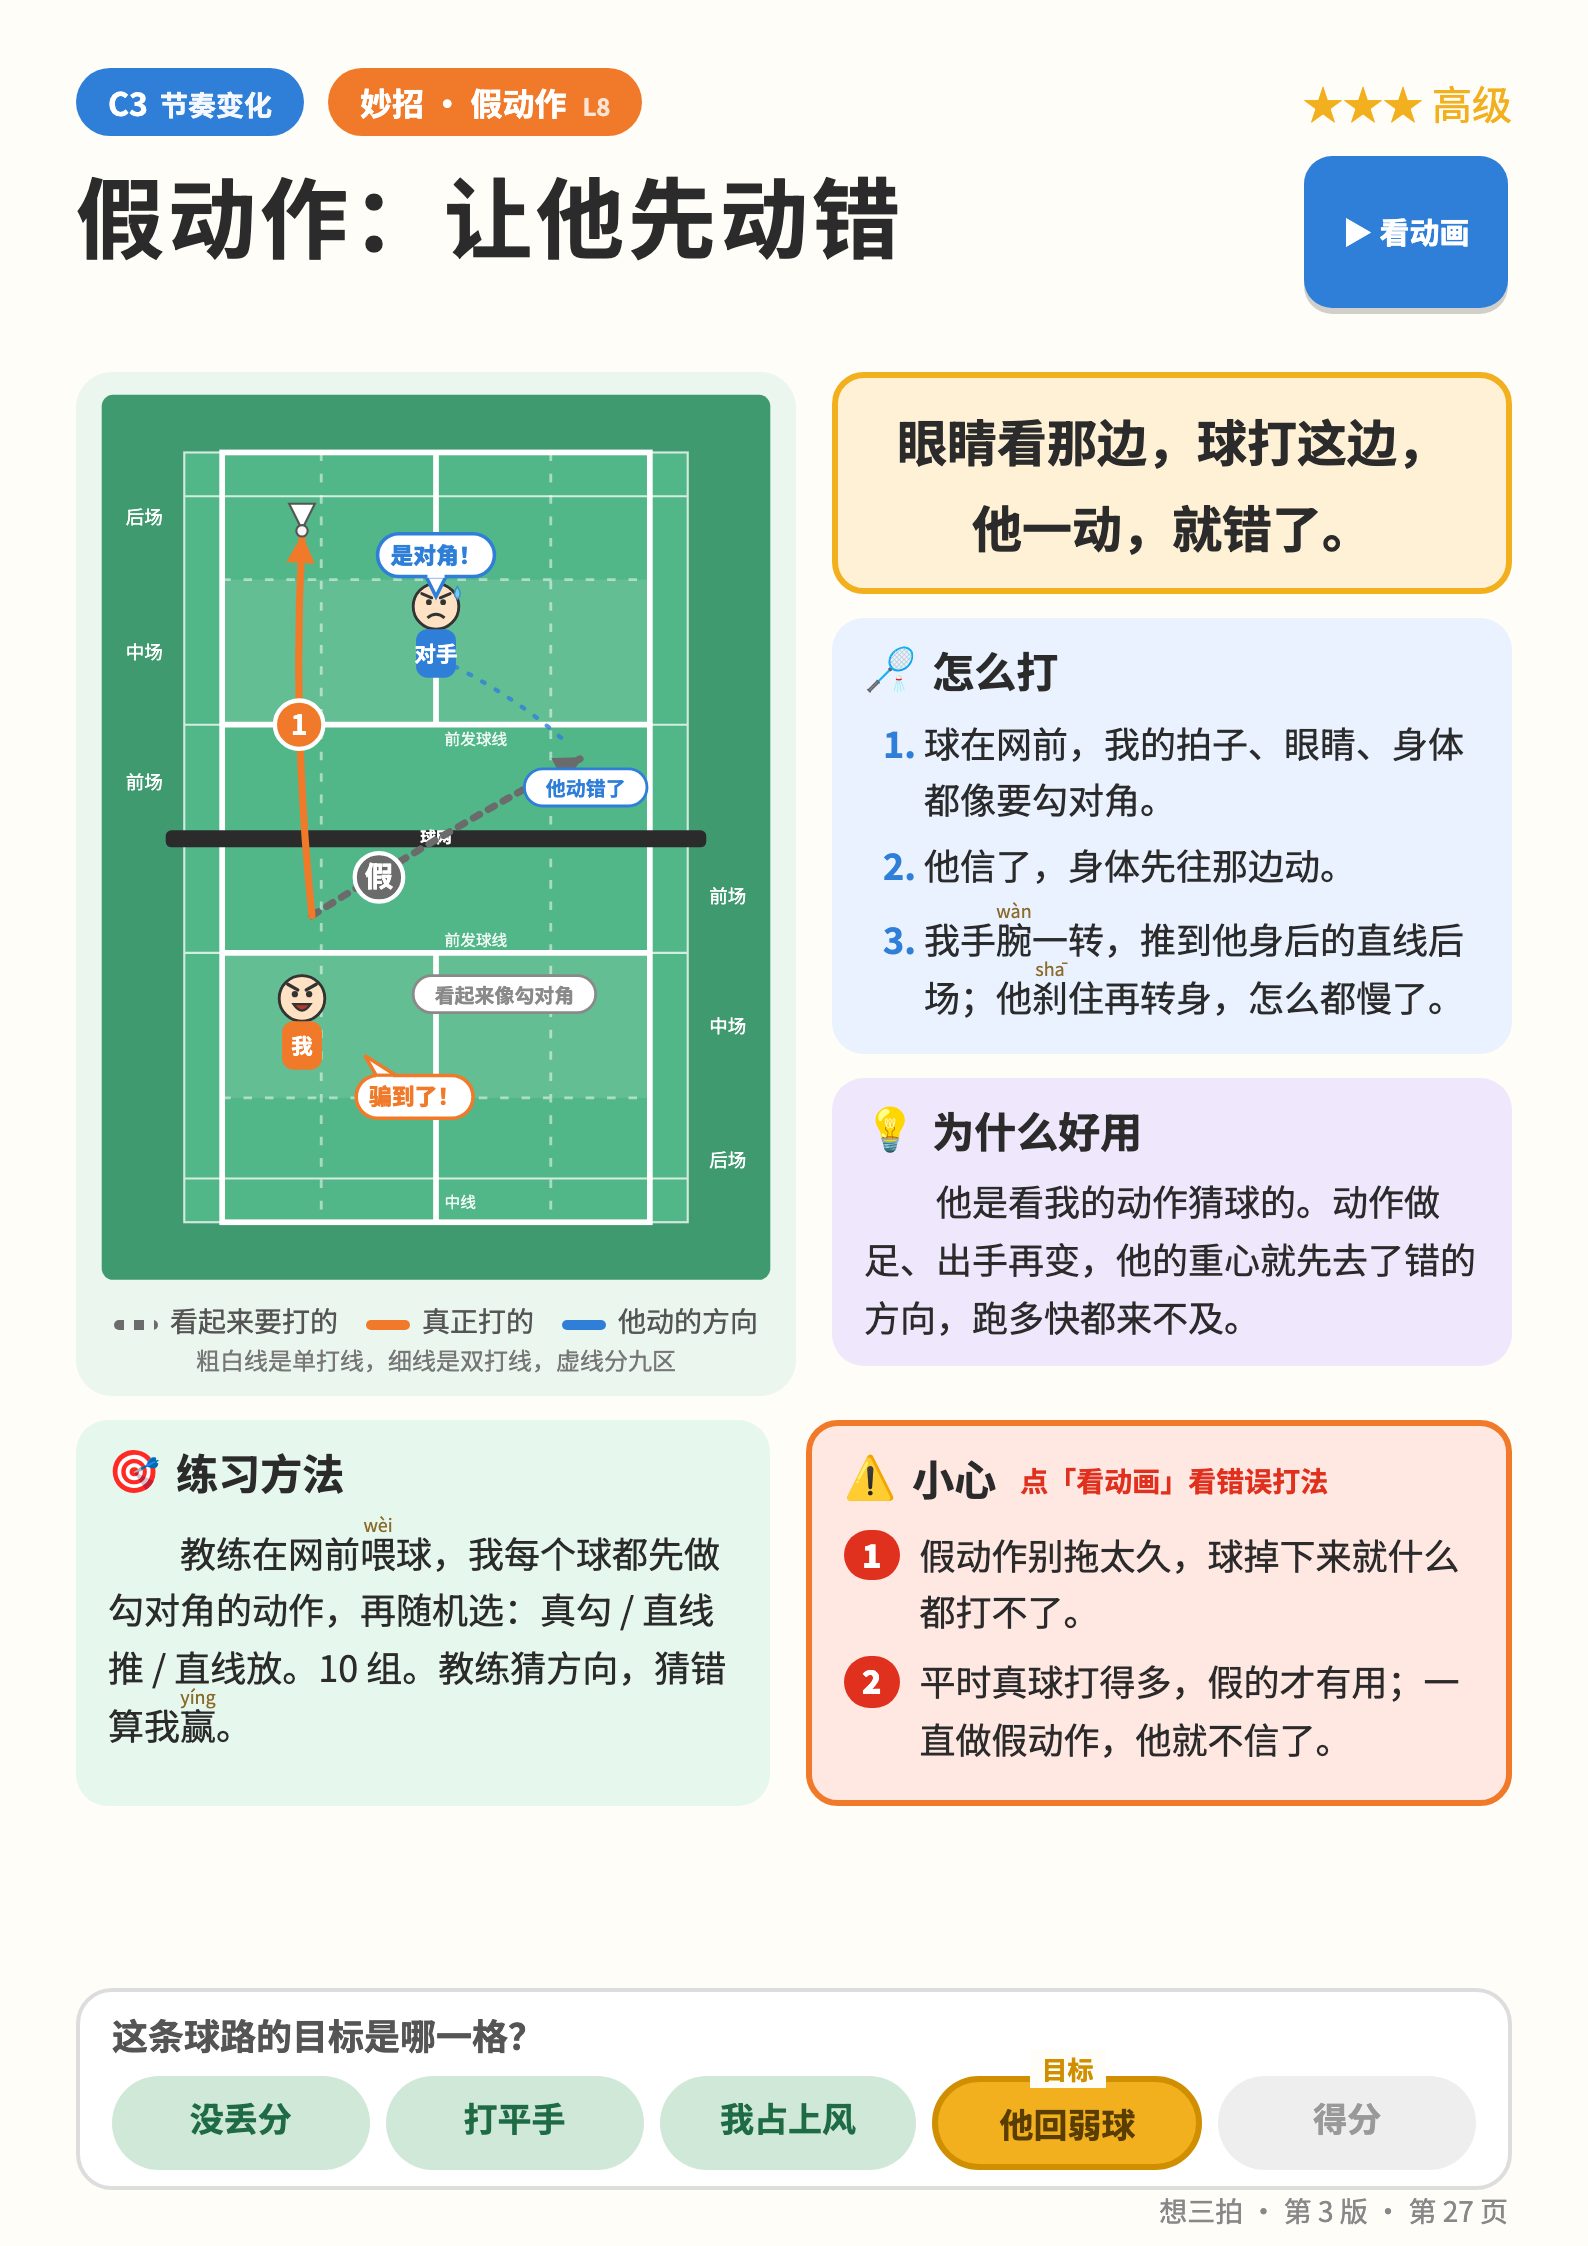 C3 节奏变化
妙招 · 假动作 L8
★★★ 高级
假动作：让他先动错
▶ 看动画
后场
中场
前场
是对角！
对手
1
前发球线
他动错了
球网
假
前场
前发球线
看起来像勾对角
中场
我
骗到了！
后场
中线
看起来要打的
真正打的
他动的方向
粗白线是单打线，细线是双打线，虚线分九区
眼睛看那边，球打这边，
他一动，就错了。
怎么打
1. 球在网前，我的拍子、眼睛、身体
都像要勾对角。
2. 他信了，身体先往那边动。
wàn
3. 我手腕一转，推到他身后的直线后
shā
场；他刹住再转身，怎么都慢了。
为什么好用
他是看我的动作猜球的。动作做
足、出手再变，他的重心就先去了错的
方向，跑多快都来不及。
练习方法
wèi
教练在网前喂球，我每个球都先做
勾对角的动作，再随机选：真勾 / 直线
推 / 直线放。10 组。教练猜方向，猜错
yíng
算我赢。
小心 点「看动画」看错误打法
1 假动作别拖太久，球掉下来就什么
都打不了。
2 平时真球打得多，假的才有用；一
直做假动作，他就不信了。
这条球路的目标是哪一格？
没丢分
打平手
我占上风
目标
他回弱球
得分
想三拍 · 第 3 版 · 第 27 页